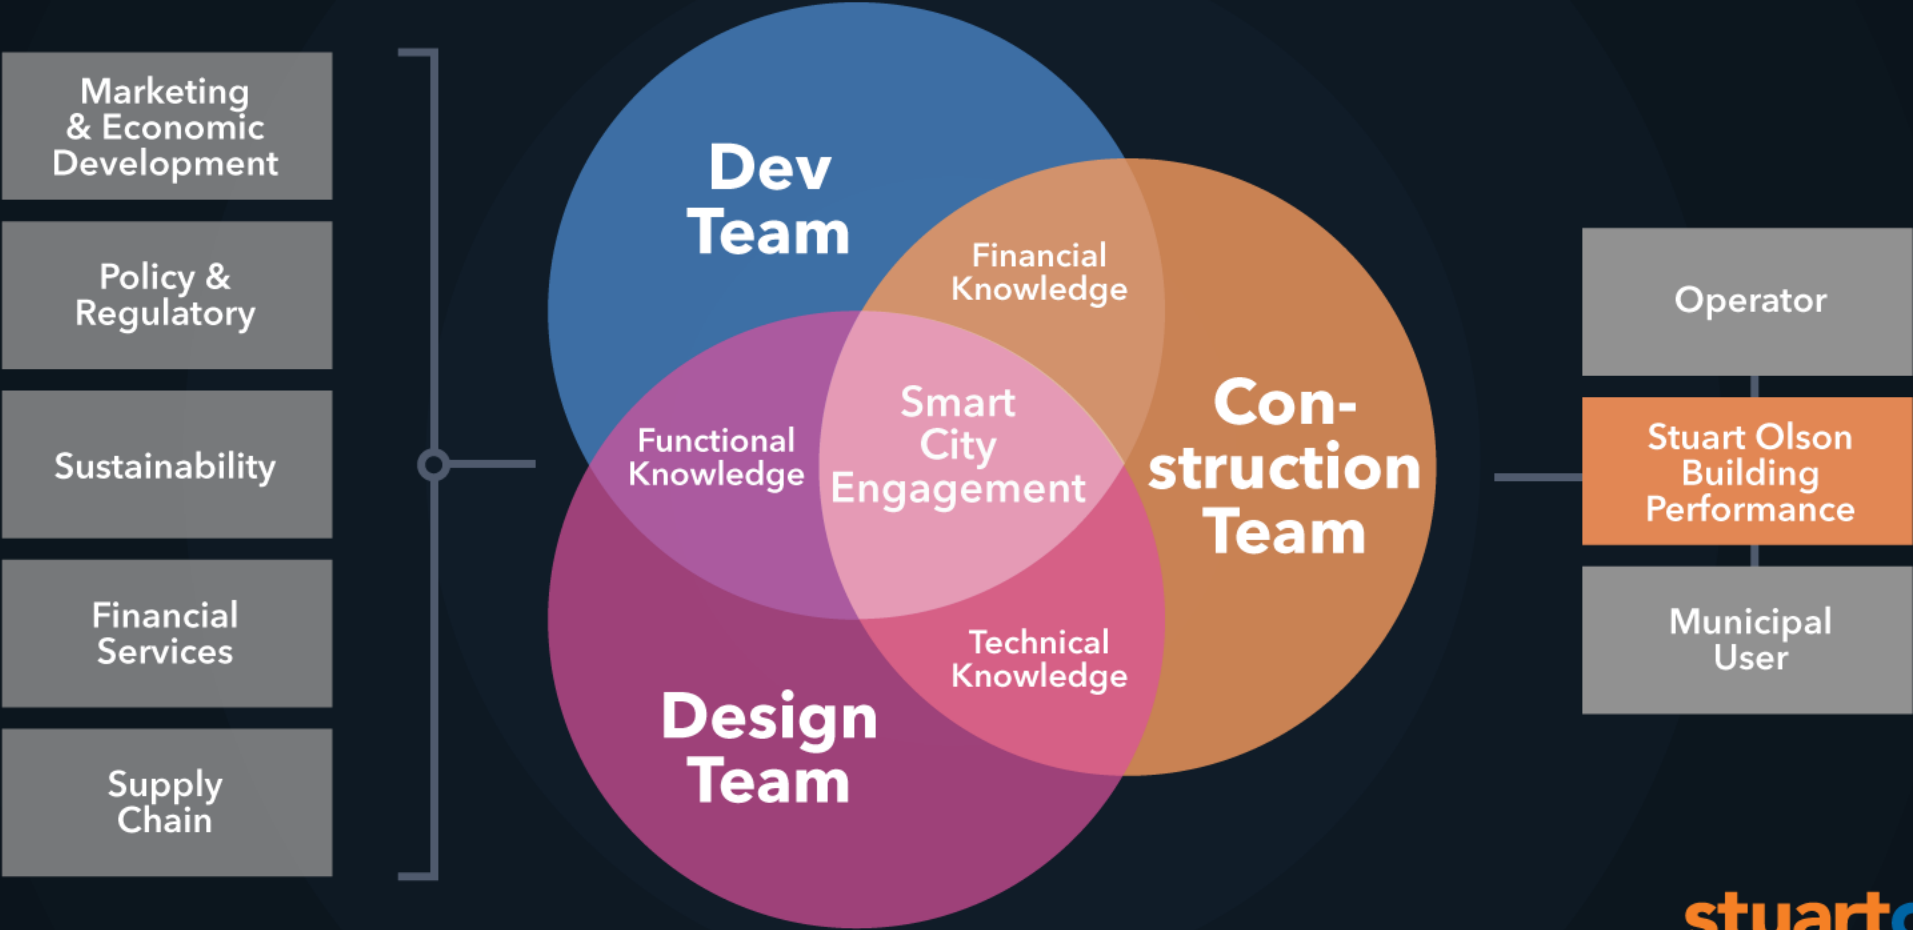 Marketing
& Economic
Development
Policy &
Regulatory
Sustainability
Financial
Services
Supply
Chain
Dev
Team
Financial
Knowledge
Functional
Knowledge
Smart
City
Engagement
Con-
struction
Team
Technical
Knowledge
Design
Team
Operator
Stuart Olson
Building
Performance
Municipal
User
stuart